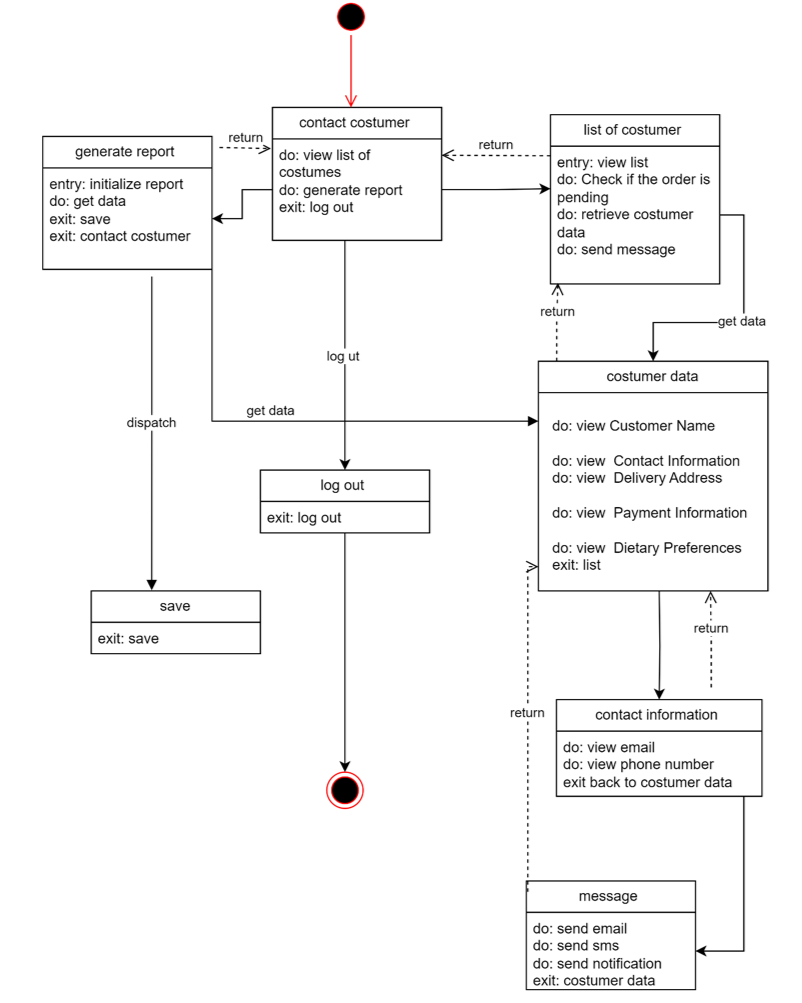 contact costumer
do: view list of
costumes
do: generate report
exit: log out
return
generate report
entry: initialize report
do: get data
exit: save
exit: contact costumer
return
list of costumer
entry: view list
do: Check if the order is
pending
do: retrieve costumer
data
do: send message
return
get data
log ut
get data
dispatch
costumer data
do: view Customer Name
do: view  Contact Information
do: view  Delivery Address
do: view  Payment Information
do: view  Dietary Preferences
exit: list
log out
exit: log out
save
exit: save
return
return
contact information
do: view email
do: view phone number
exit back to costumer data
message
do: send email
do: send sms
do: send notification
exit: costumer data